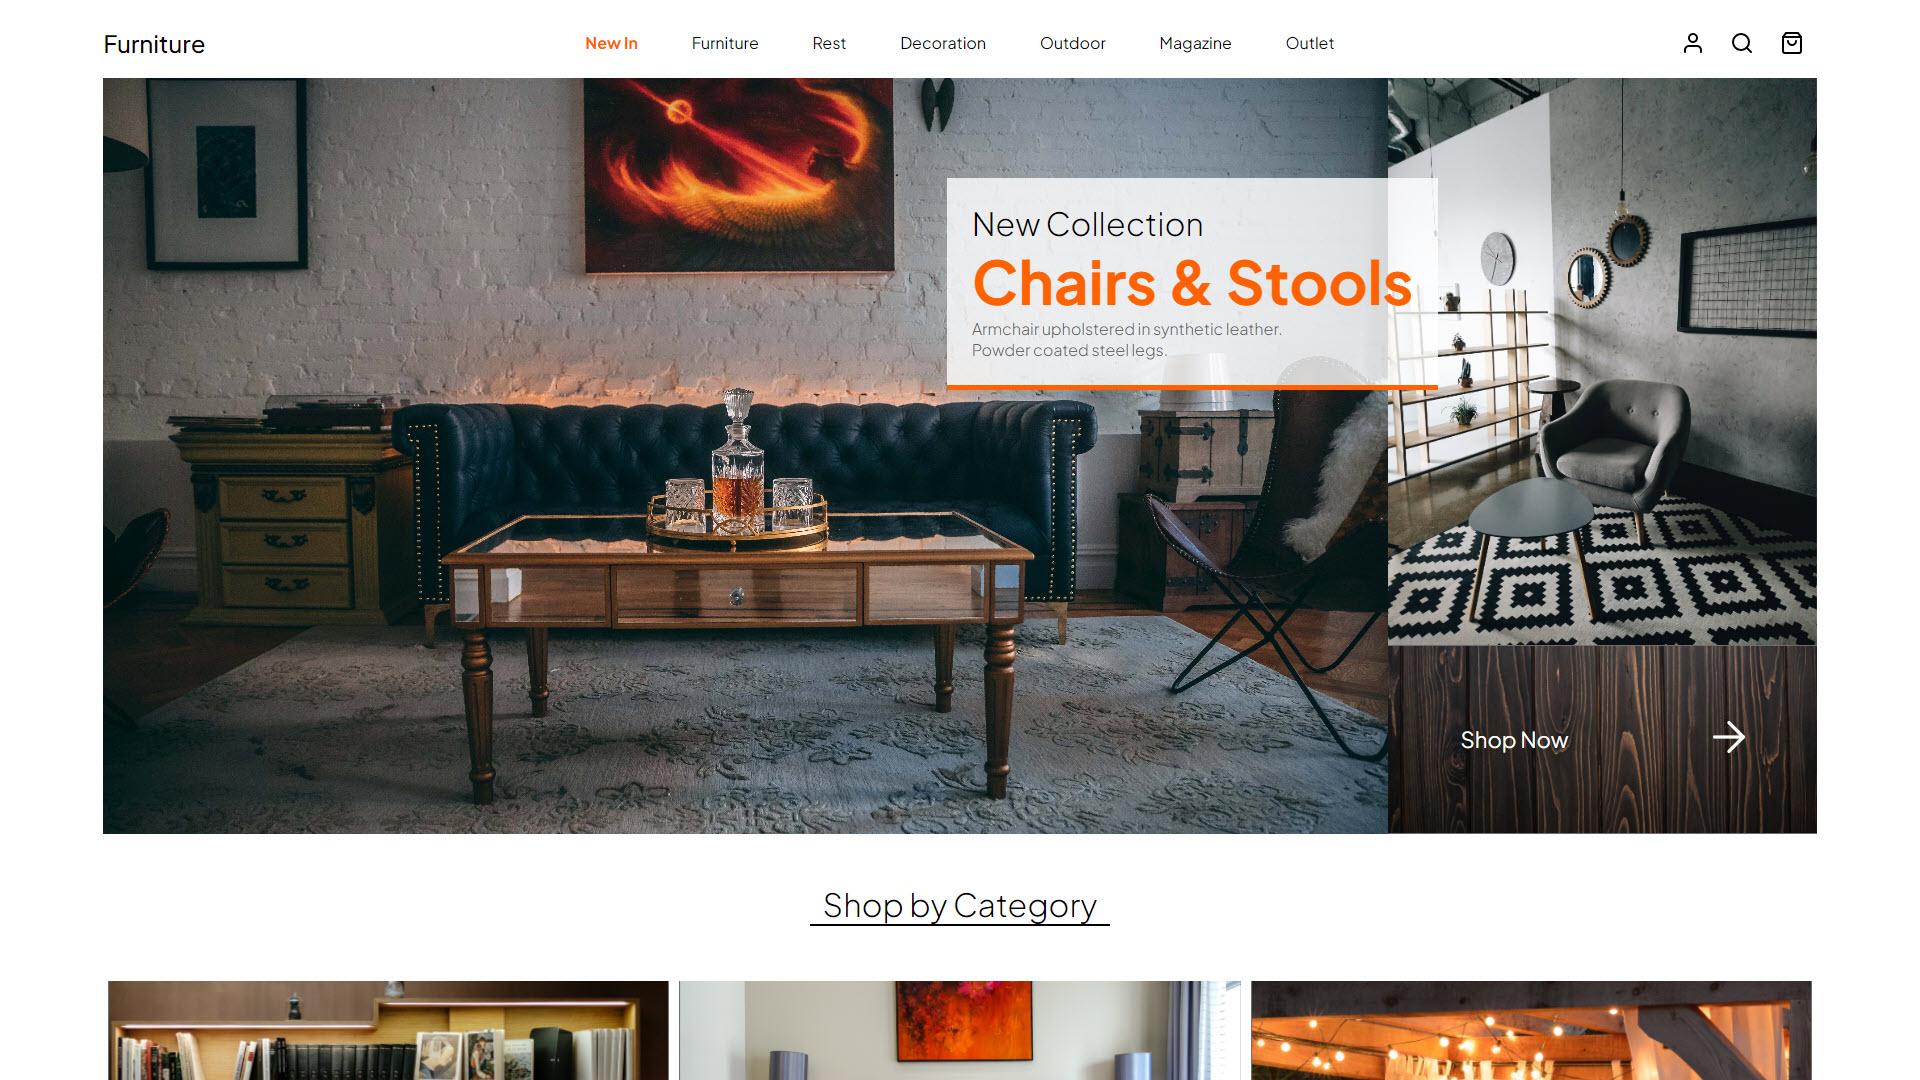 Furniture
New In
Furniture
Rest
Decoration
Outdoor
Magazine
Outlet
New Collection
Chairs & Stools
Armchair upholstered in synthetic leather.
Powder coated steel legs.
Shop Now
Shop by Category